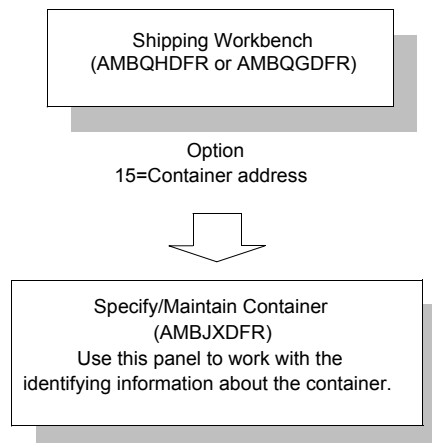 Shipping Workbench
(AMBQHDFR or AMBQGDFR)
Option
15=Container address
Specify/Maintain Container
(AMBJXDFR)
Use this panel to work with the
identifying information about the container.